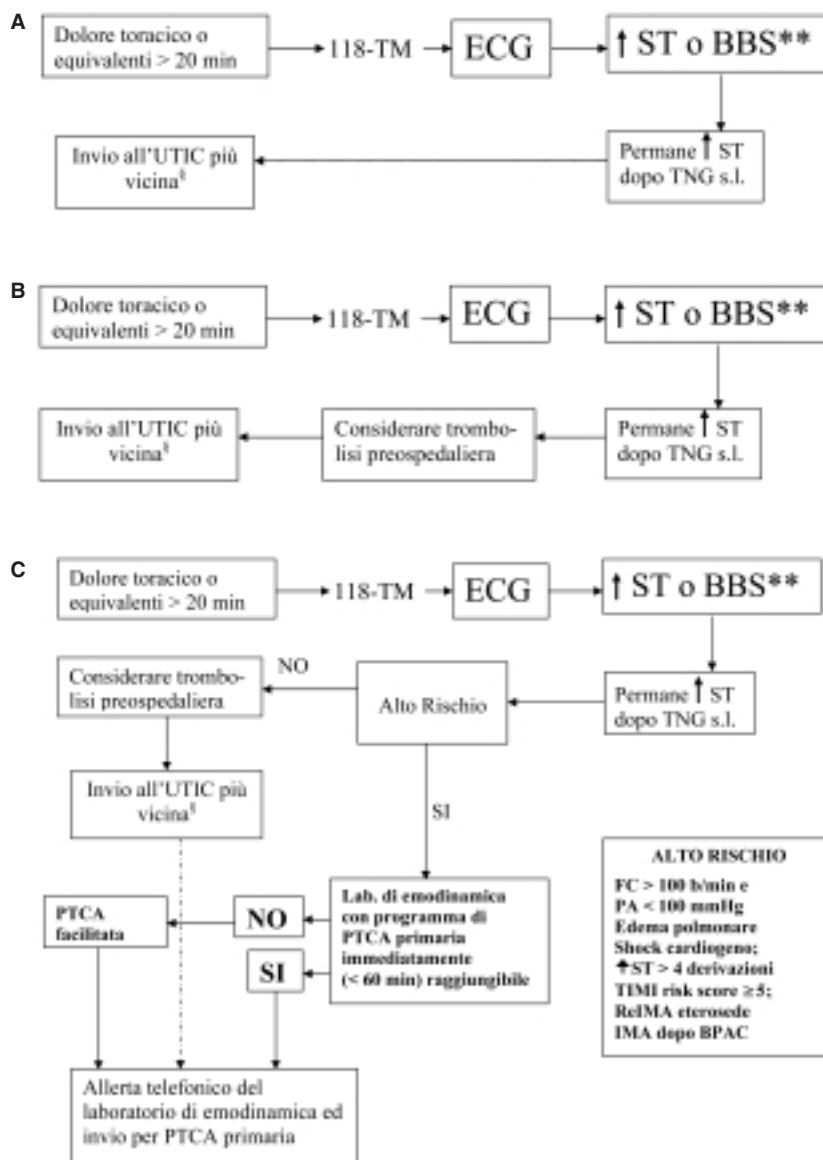 A
Dolore toracico o
equivalenti > 20 min
118-TM
ECG
↑ ST o BBS**
Permane ↑ ST
dopo TNG s.l.
Invio all'UTIC più
vicina§
B
Dolore toracico o
equivalenti > 20 min
118-TM
ECG
↑ ST o BBS**
Permane ↑ ST
dopo TNG s.l.
Considerare trombo-
lisi preospedaliera
Invio all'UTIC più
vicina§
C
Dolore toracico o
equivalenti > 20 min
118-TM
ECG
↑ ST o BBS**
Permane ↑ ST
dopo TNG s.l.
Alto Rischio
NO
Considerare trombo-
lisi preospedaliera
Invio all'UTIC più
vicina§
SI
Lab. di emodinamica
con programma di
PTCA primaria
immediatamente
(< 60 min) raggiungibile
NO
SI
PTCA
facilitata
Allerta telefonico del
laboratorio di emodinamica ed
invio per PTCA primaria
ALTO RISCHIO
FC > 100 b/min e
PA < 100 mmHg
Edema polmonare
Shock cardiogeno;
↑ST > 4 derivazioni
TIMI risk score ≥ 5;
ReIMA eterosede
IMA dopo BPAC